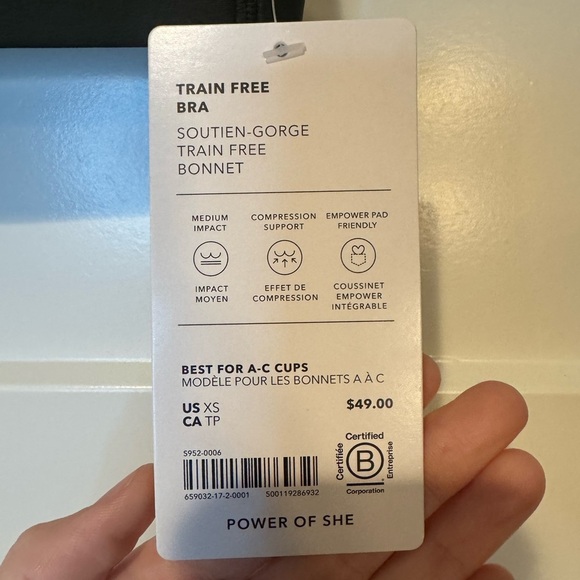 TRAIN FREE
BRA
SOUTIEN-GORGE
TRAIN FREE
BONNET
MEDIUM
IMPACT
IMPACT
MOYEN
COMPRESSION
SUPPORT
EFFET DE
COMPRESSION
EMPOWER PAD
FRIENDLY
COUSSINET
EMPOWER
INTÉGRABLE
BEST FOR A-C CUPS
MODÈLE POUR LES BONNETS A À C
US XS
CA TP
$49.00
S952-0006
659032-17-2-0001 500119286932
Certified
Certifiée
B
Entreprise
Corporation
POWER OF SHE